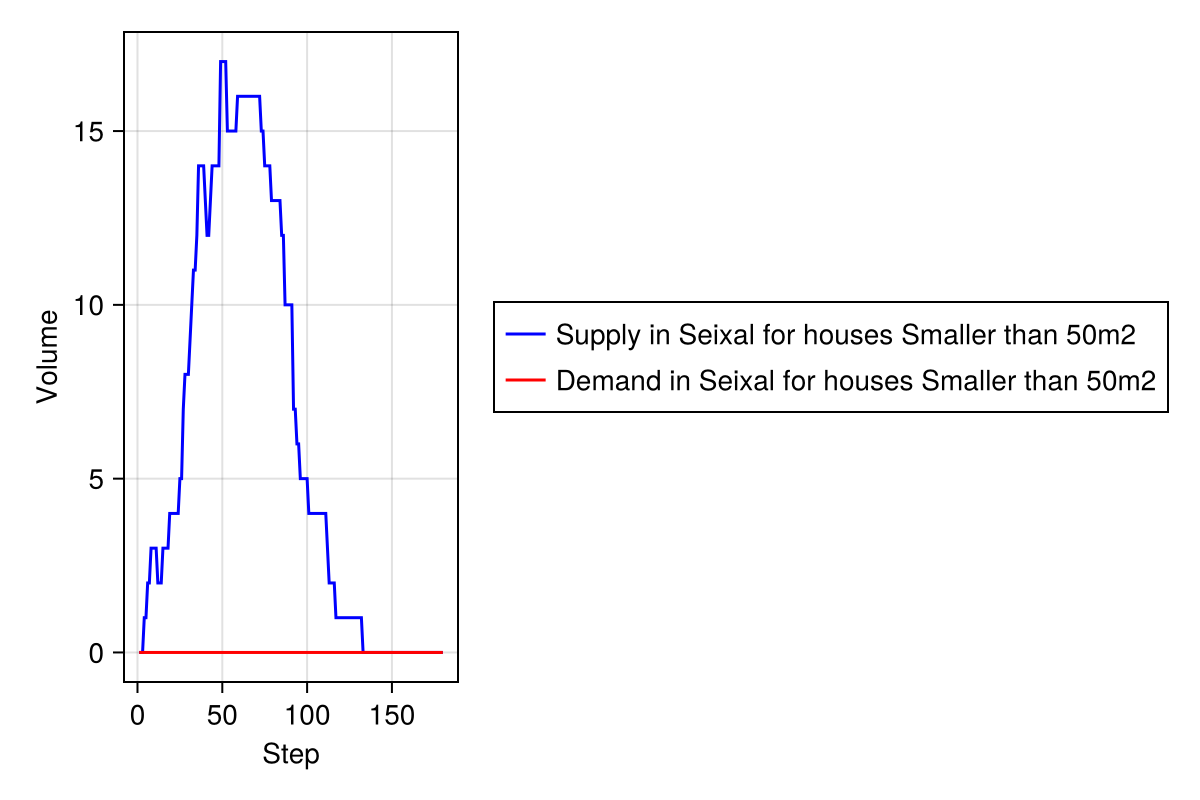 Volume
15
10
5
0
0 50 100 150
Step
Supply in Seixal for houses Smaller than 50m2
Demand in Seixal for houses Smaller than 50m2